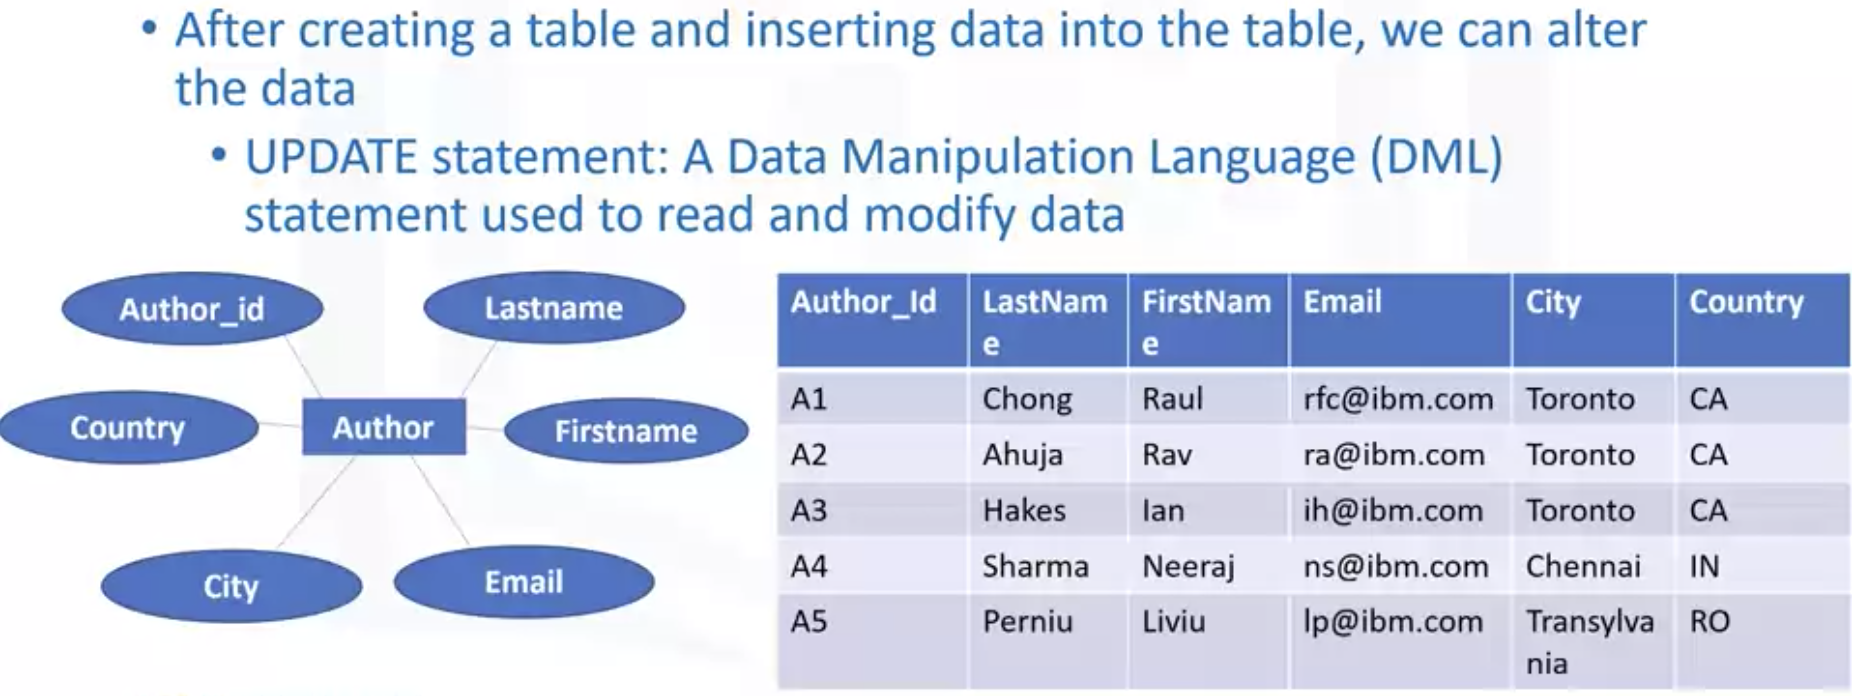 • After creating a table and inserting data into the table, we can alter
the data
• UPDATE statement: A Data Manipulation Language (DML)
statement used to read and modify data
Author_id
Lastname
Country
Author
Firstname
City
Email
Author_Id LastNam FirstNam Email City Country
e e
A1 Chong Raul rfc@ibm.com Toronto CA
A2 Ahuja Rav ra@ibm.com Toronto CA
A3 Hakes Ian ih@ibm.com Toronto CA
A4 Sharma Neeraj ns@ibm.com Chennai IN
A5 Perniu Liviu lp@ibm.com Transylva RO
nia